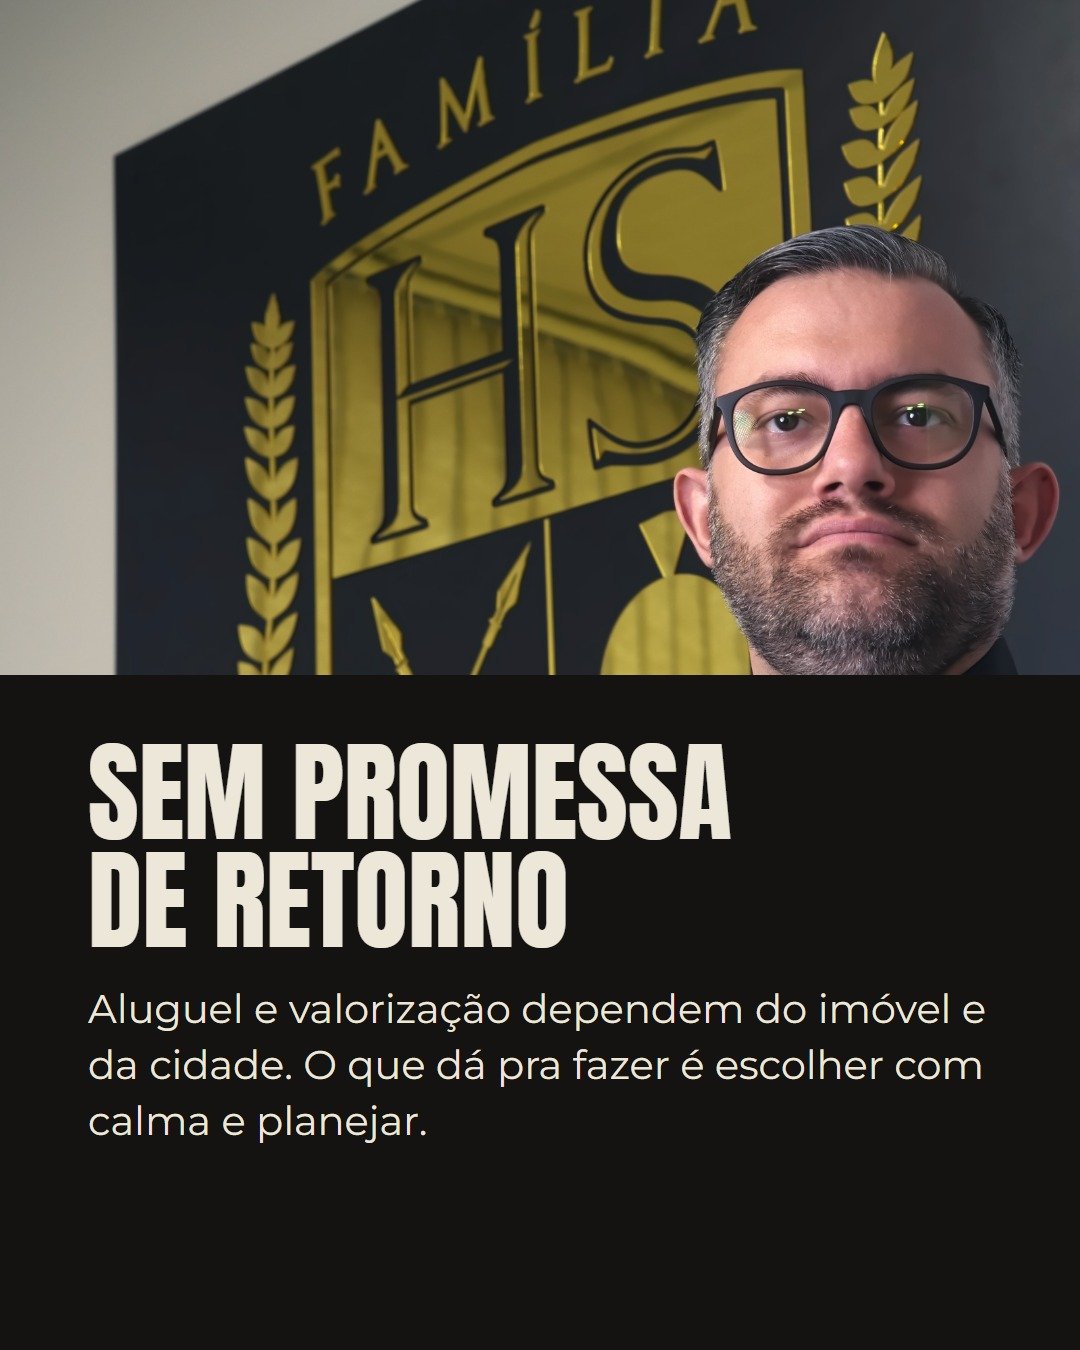 FAMÍLIA
HS
SEM PROMESSA
DE RETORNO
Aluguel e valorização dependem do imóvel e
da cidade. O que dá pra fazer é escolher com
calma e planejar.